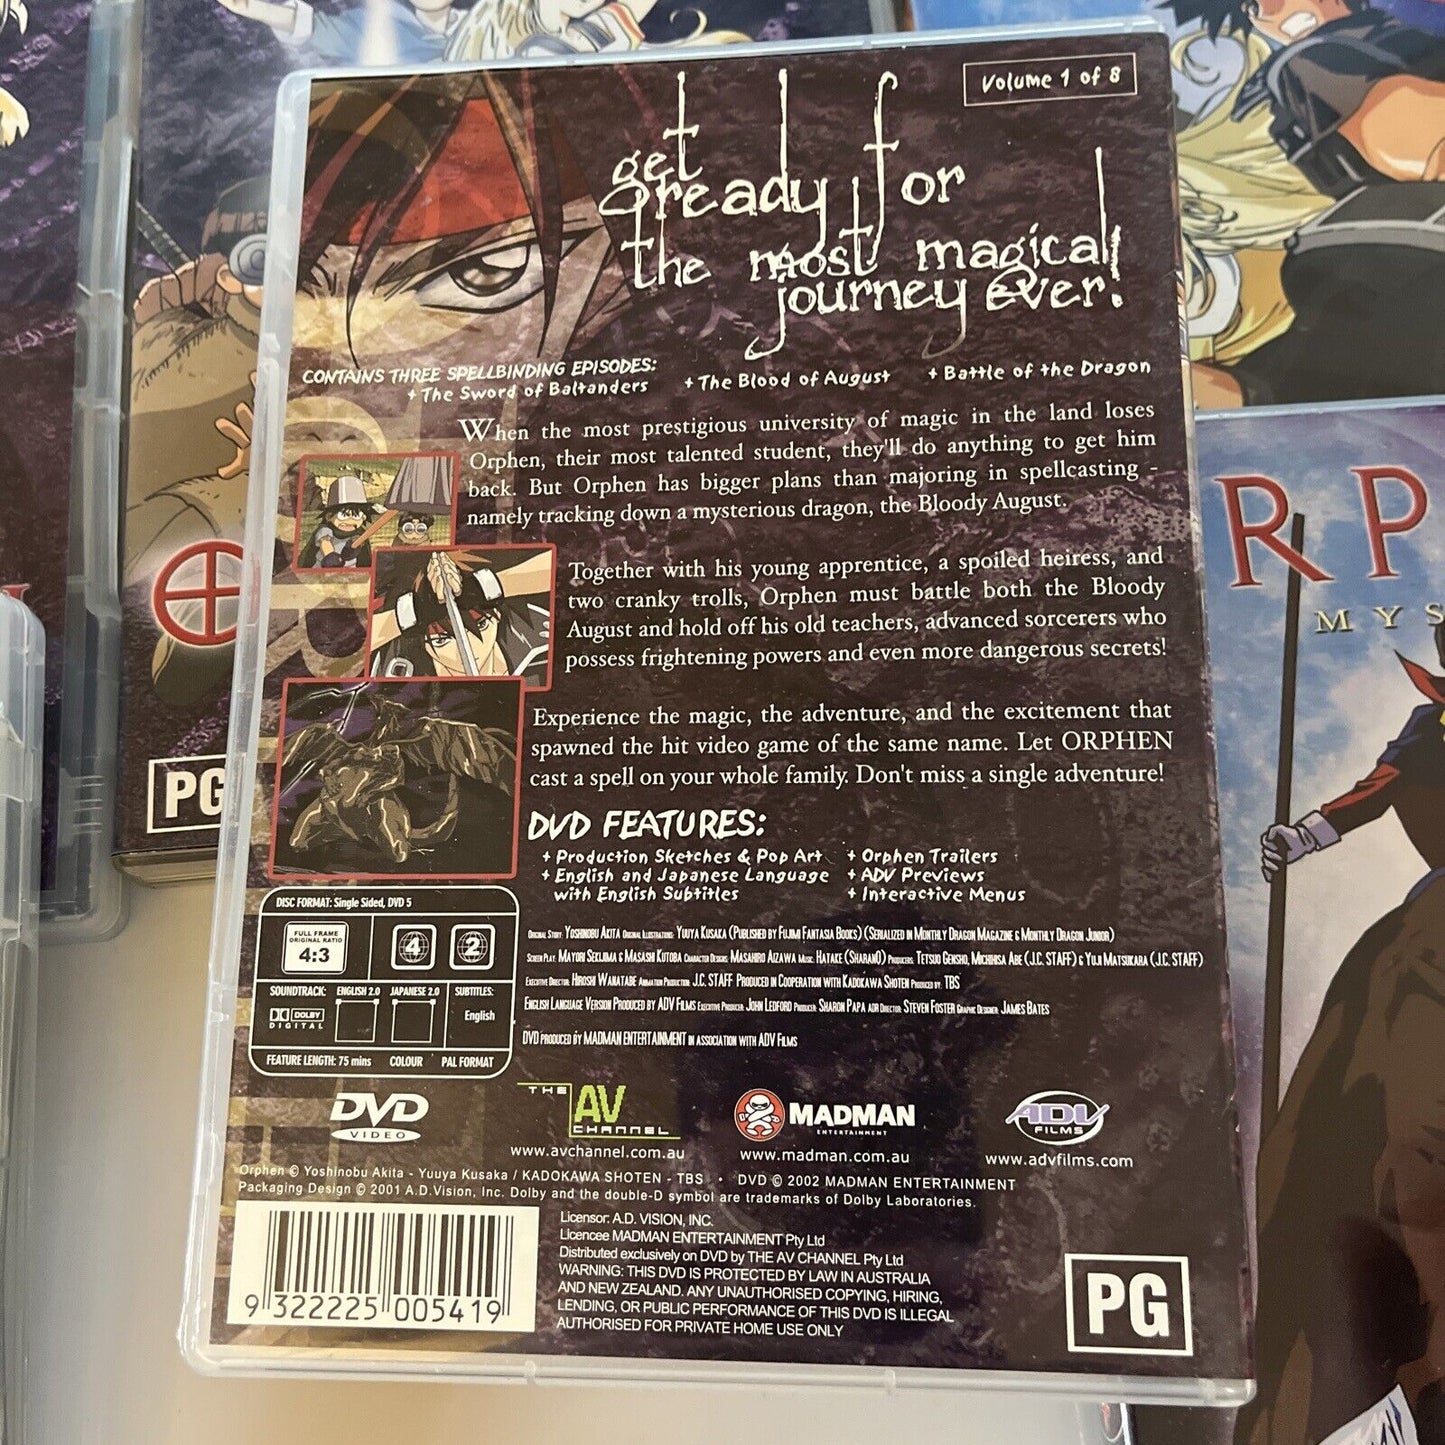 Volume 1 of 8
get ready for
the most magical
journey ever!
CONTAINS THREE SPELLBINDING EPISODES:
+ The Sword of Baltanders + The Blood of August + Battle of the Dragon
When the most prestigious university of magic in the land loses
Orphen, their most talented student, they'll do anything to get him
back. But Orphen has bigger plans than majoring in spellcasting -
namely tracking down a mysterious dragon, the Bloody August.
Together with his young apprentice, a spoiled heiress, and
two cranky trolls, Orphen must battle both the Bloody
August and hold off his old teachers, advanced sorcerers who
possess frightening powers and even more dangerous secrets!
Experience the magic, the adventure, and the excitement that
spawned the hit video game of the same name. Let ORPHEN
cast a spell on your whole family. Don't miss a single adventure!
DVD FEATURES:
+ Production Sketches & Pop Art + Orphen Trailers
+ English and Japanese Language + ADV Previews
with English Subtitles + Interactive Menus
DISC FORMAT: Single Sided, DVD 5
FULL FRAME
ORIGINAL RATIO
4:3
4 2
SOUNDTRACK: ENGLISH 2.0 JAPANESE 2.0 SUBTITLES:
DOLBY
DIGITAL
English
FEATURE LENGTH: 75 mins COLOUR PAL FORMAT
ORIGINAL STORY: YOSHINOBU AKITA ORIGINAL ILLUSTRATIONS: YUUYA KUSAKA (PUBLISHED BY FUJIMI FANTASIA BOOKS) (SERIALIZED IN MONTHLY DRAGON MAGAZINE & MONTHLY DRAGON JUNIOR)
SCREEN PLAY: MAYORI SEKIJIMA & MASASHI KUTOBA CHARACTER DESIGNS: MASAHIRO AIZAWA MUSIC: HATAKE (SHARANQ) PRODUCERS: TETSUO GENSHO, MICHIHISA ABE (J.C. STAFF) & YUJI MATSUKARA (J.C. STAFF)
EXECUTIVE DIRECTOR: HIROSHI WANATABE ANIMATION PRODUCTION: J.C. STAFF PRODUCED IN COOPERATION WITH KADOKAWA SHOTEN PRODUCED BY: TBS
ENGLISH LANGUAGE VERSION PRODUCED BY ADV FILMS EXECUTIVE PRODUCER: JOHN LEDFORD PRODUCER: SHARON PAPA ADR DIRECTOR: STEVEN FOSTER GRAPHIC DESIGNER: JAMES BATES
DVD PRODUCED BY MADMAN ENTERTAINMENT IN ASSOCIATION WITH ADV FILMS
DVD
VIDEO
THE
AV
CHANNEL
www.avchannel.com.au
MADMAN
ENTERTAINMENT
www.madman.com.au
ADV
FILMS
www.advfilms.com
Orphen © Yoshinobu Akita - Yuuya Kusaka / KADOKAWA SHOTEN - TBS • DVD © 2002 MADMAN ENTERTAINMENT
Packaging Design © 2001 A.D.Vision, Inc. Dolby and the double-D symbol are trademarks of Dolby Laboratories.
9 322225 005419
Licensor: A.D. VISION, INC.
Licencee MADMAN ENTERTAINMENT Pty Ltd
Distributed exclusively on DVD by THE AV CHANNEL Pty Ltd
WARNING: THIS DVD IS PROTECTED BY LAW IN AUSTRALIA
AND NEW ZEALAND. ANY UNAUTHORISED COPYING, HIRING,
LENDING, OR PUBLIC PERFORMANCE OF THIS DVD IS ILLEGAL
AUTHORISED FOR PRIVATE HOME USE ONLY
PG
PG
RP
MYS